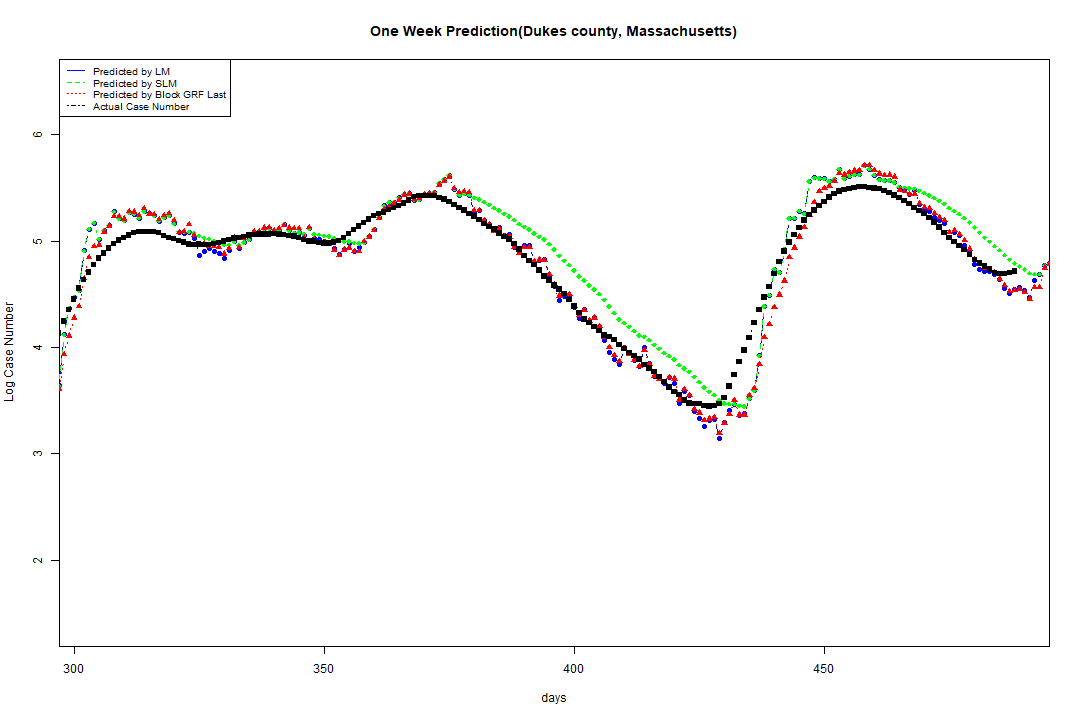 One Week Prediction(Dukes county, Massachusetts)
Predicted by LM
Predicted by SLM
Predicted by Block GRF Last
Actual Case Number
6
5
4
3
2
Log Case Number
300 350 400 450
days